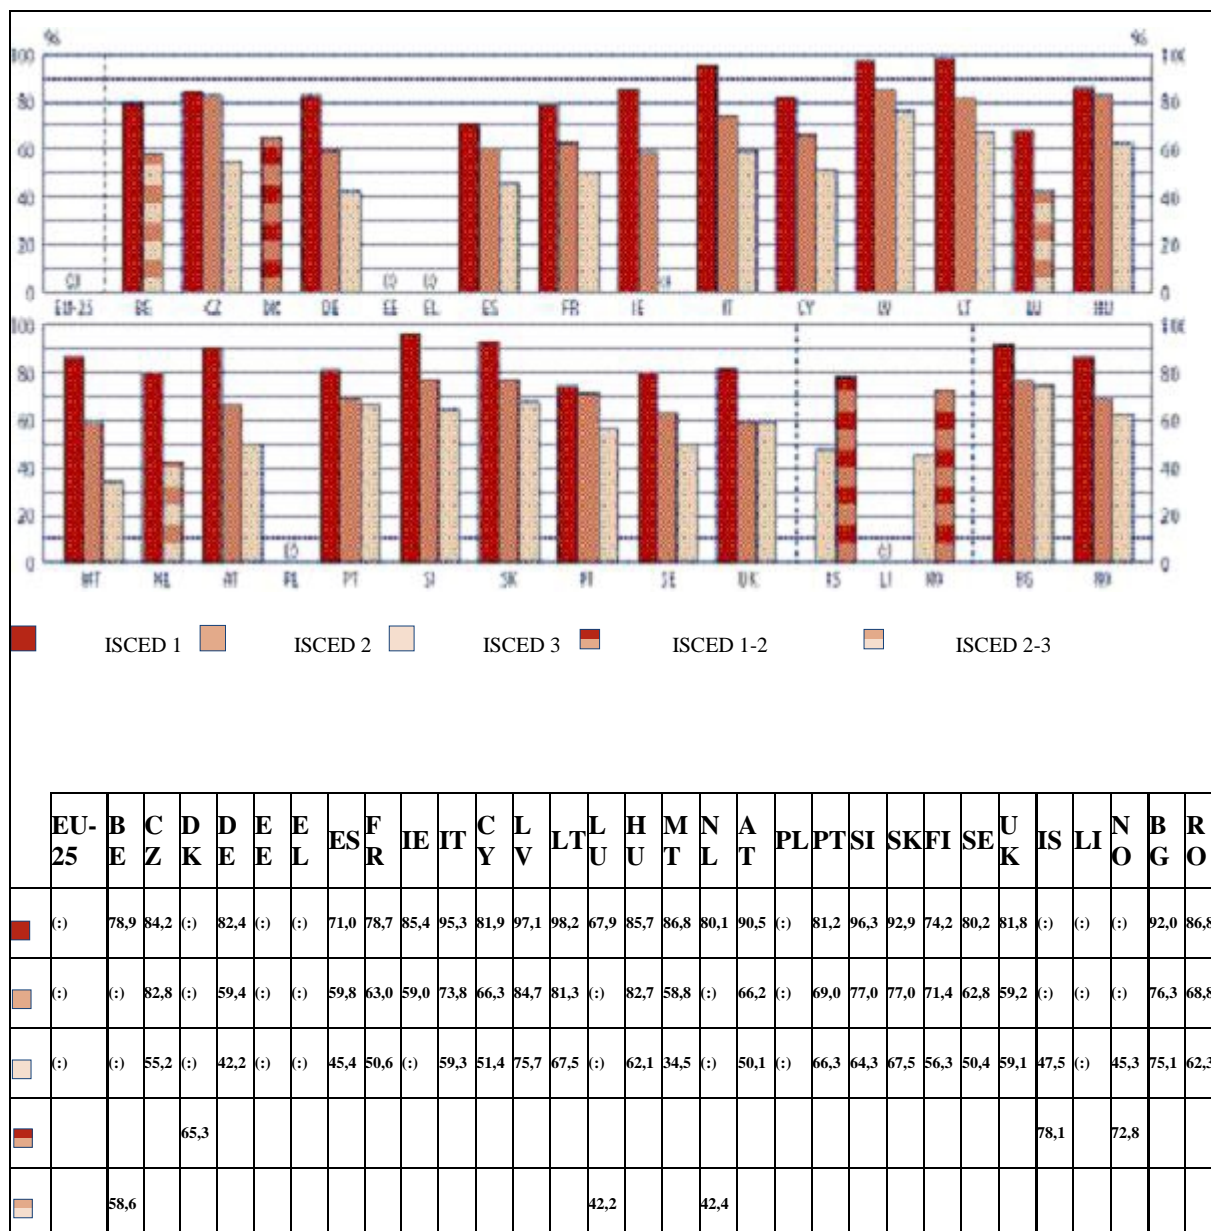 % %
100 100
80 80
60 60
40 40
20 20
0 0
(:) (:) (:) (:)
EU-25 BE CZ DK DE EE EL ES FR IE IT CY LV LT LU HU
100 100
80 80
60 60
40 40
20 20
0 0
(:) (:)
MT NL AT PL PT SI SK FI SE UK IS LI NO BG RO
ISCED 1 ISCED 2 ISCED 3 ISCED 1-2 ISCED 2-3
EU-25 BE CZ DK DE EE EL ES FR IE IT CY LV LT LU HU MT NL AT PL PT SI SK FI SE UK IS LI NO BG RO
(:) 78,9 84,2 (:) 82,4 (:) (:) 71,0 78,7 85,4 95,3 81,9 97,1 98,2 67,9 85,7 86,8 80,1 90,5 (:) 81,2 96,3 92,9 74,2 80,2 81,8 (:) (:) (:) 92,0 86,8
(:) (:) 82,8 (:) 59,4 (:) (:) 59,8 63,0 59,0 73,8 66,3 84,7 81,3 (:) 82,7 58,8 (:) 66,2 (:) 69,0 77,0 77,0 71,4 62,8 59,2 (:) (:) (:) 76,3 68,8
(:) (:) 55,2 (:) 42,2 (:) (:) 45,4 50,6 (:) 59,3 51,4 75,7 67,5 (:) 62,1 34,5 (:) 50,1 (:) 66,3 64,3 67,5 56,3 50,4 59,1 47,5 (:) 45,3 75,1 62,3
65,3 78,1 72,8
58,6 42,2 42,4